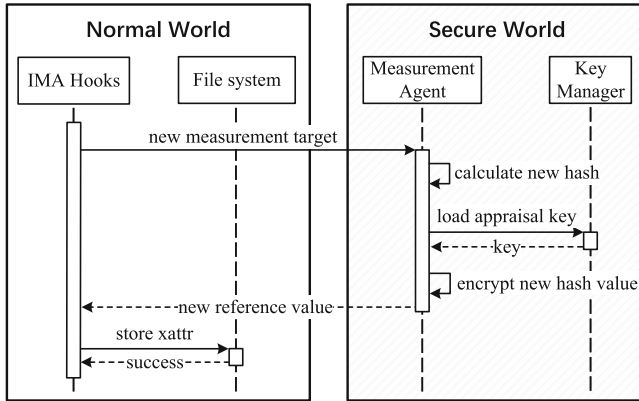 Normal World
Secure World
IMA Hooks
File system
Measurement
Agent
Key
Manager
new measurement target
calculate new hash
load appraisal key
key
encrypt new hash value
new reference value
store xattr
success